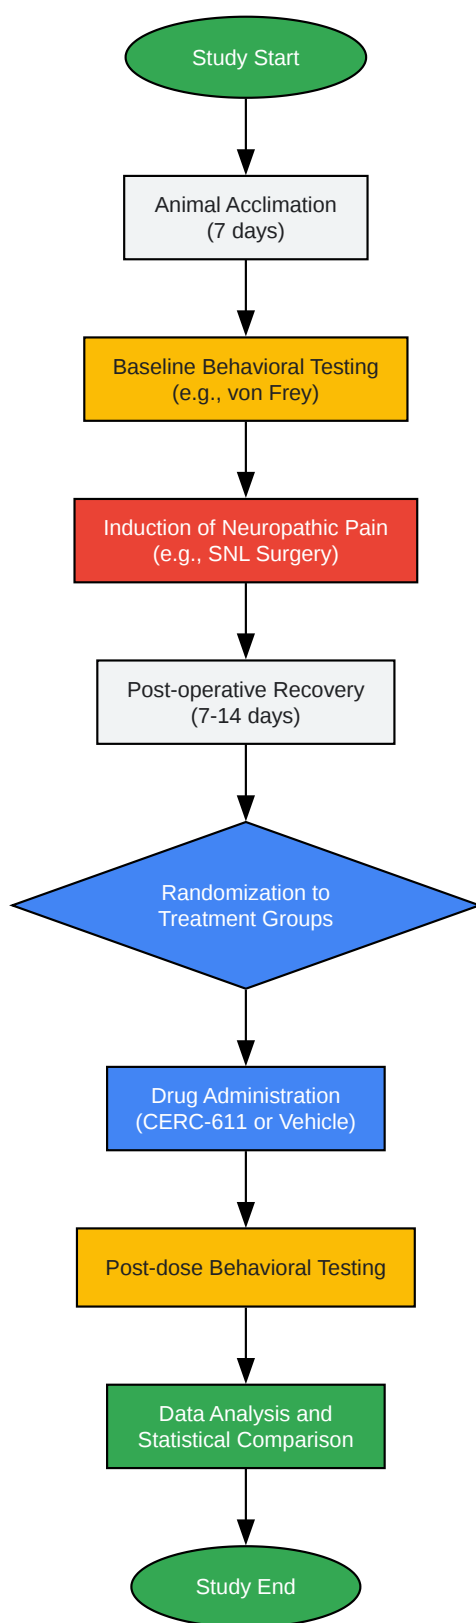 Study Start
Animal Acclimation
(7 days)
Baseline Behavioral Testing
(e.g., von Frey)
Induction of Neuropathic Pain
(e.g., SNL Surgery)
Post-operative Recovery
(7-14 days)
Randomization to
Treatment Groups
Drug Administration
(CERC-611 or Vehicle)
Post-dose Behavioral Testing
Data Analysis and
Statistical Comparison
Study End